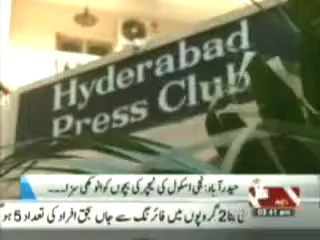 Hyderabad
Press Club
حیدرآباد: نجی اسکول کی ٹیچر کی بچوں کو انوکھی سزا....
2 گروپوں میں فائرنگ سے جاں بحق افراد کی تعداد 5 ہو
03:41 am